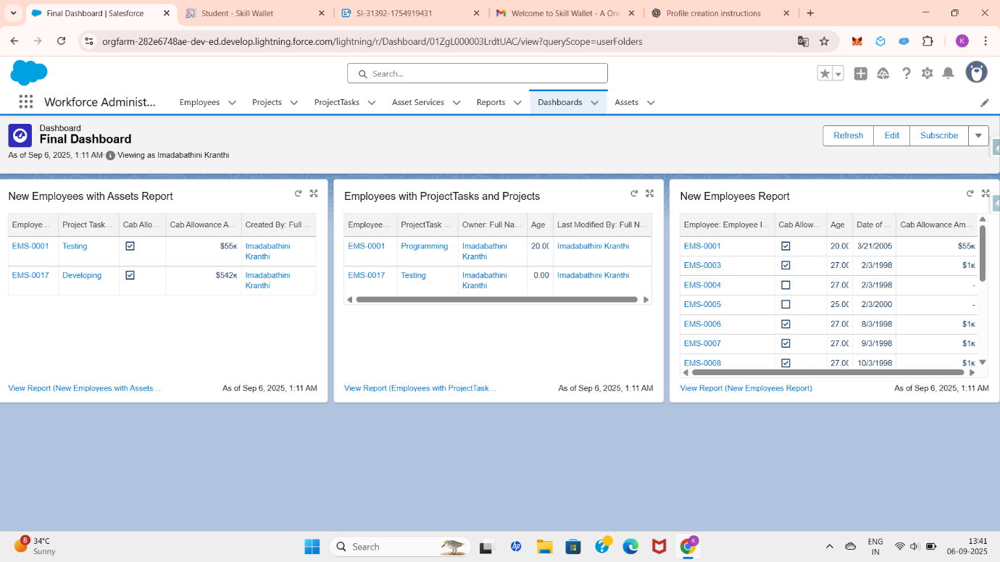 Final Dashboard | Salesforce
Student - Skill Wallet
SI-31392-1754919431
Welcome to Skill Wallet - A One
Profile creation instructions
orgfarm-282e6748ae-dev-ed.develop.lightning.force.com/lightning/r/Dashboard/01ZgL000003LrdtUAC/view?queryScope=userFolders
K
Search...
Workforce Administ...
Employees
Projects
ProjectTasks
Asset Services
Reports
Dashboards
Assets
Dashboard
Final Dashboard
As of Sep 6, 2025, 1:11 AM·Viewing as Imadabathini Kranthi
Refresh
Edit
Subscribe
New Employees with Assets Report
Employe... Project Task... Cab Allo... Cab Allowance A... Created By: Full ...
EMS-0001 Testing $55K Imadabathini
Kranthi
EMS-0017 Developing $542K Imadabathini
Kranthi
View Report (New Employees with Assets... As of Sep 6, 2025, 1:11 AM
Employees with ProjectTasks and Projects
Employee... ProjectTask ... Owner: Full Na... Age Last Modified By: Full N...
EMS-0001 Programming Imadabathini 20.00 Imadabathini Kranthi
Kranthi
EMS-0017 Testing Imadabathini 0.00 Imadabathini Kranthi
Kranthi
View Report (Employees with ProjectTask... As of Sep 6, 2025, 1:11 AM
New Employees Report
Employee: Employee I... Cab Allow... Age Date of ... Cab Allowance Am...
EMS-0001 20.00 3/21/2005 $55K
EMS-0003 27.00 2/3/1998 $1K
EMS-0004 27.00 2/3/1998 -
EMS-0005 25.00 2/3/2000 -
EMS-0006 27.00 8/3/1998 $1K
EMS-0007 27.00 9/3/1998 $1K
EMS-0008 27.00 10/3/1998 $1K
View Report (New Employees Report) As of Sep 6, 2025, 1:11 AM
8
34°C
Sunny
Search
hp
K
ENG
IN
13:41
06-09-2025